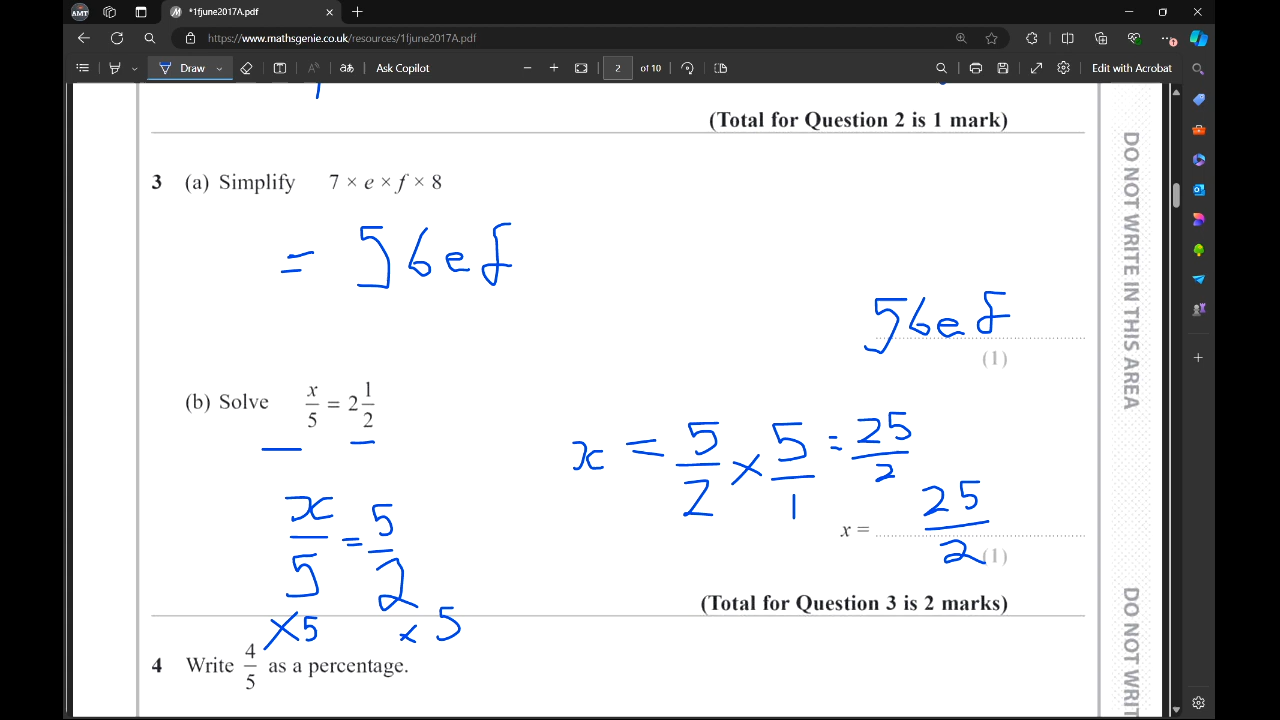 AMT
*1fjune2017A.pdf
https://www.mathsgenie.co.uk/resources/1fjune2017A.pdf
Draw
Ask Copilot
2
of 10
Edit with Acrobat
(Total for Question 2 is 1 mark)
3 (a) Simplify 7 × e × f × 8
= 56ef
56ef
(1)
(b) Solve x/5 = 2 1/2
x/5 = 5/2
×5 ×5
x = 5/2 × 5/1 = 25/2
x = 25/2
(1)
(Total for Question 3 is 2 marks)
4 Write 4/5 as a percentage.
DO NOT WRITE IN THIS AREA
DO NOT WRIT